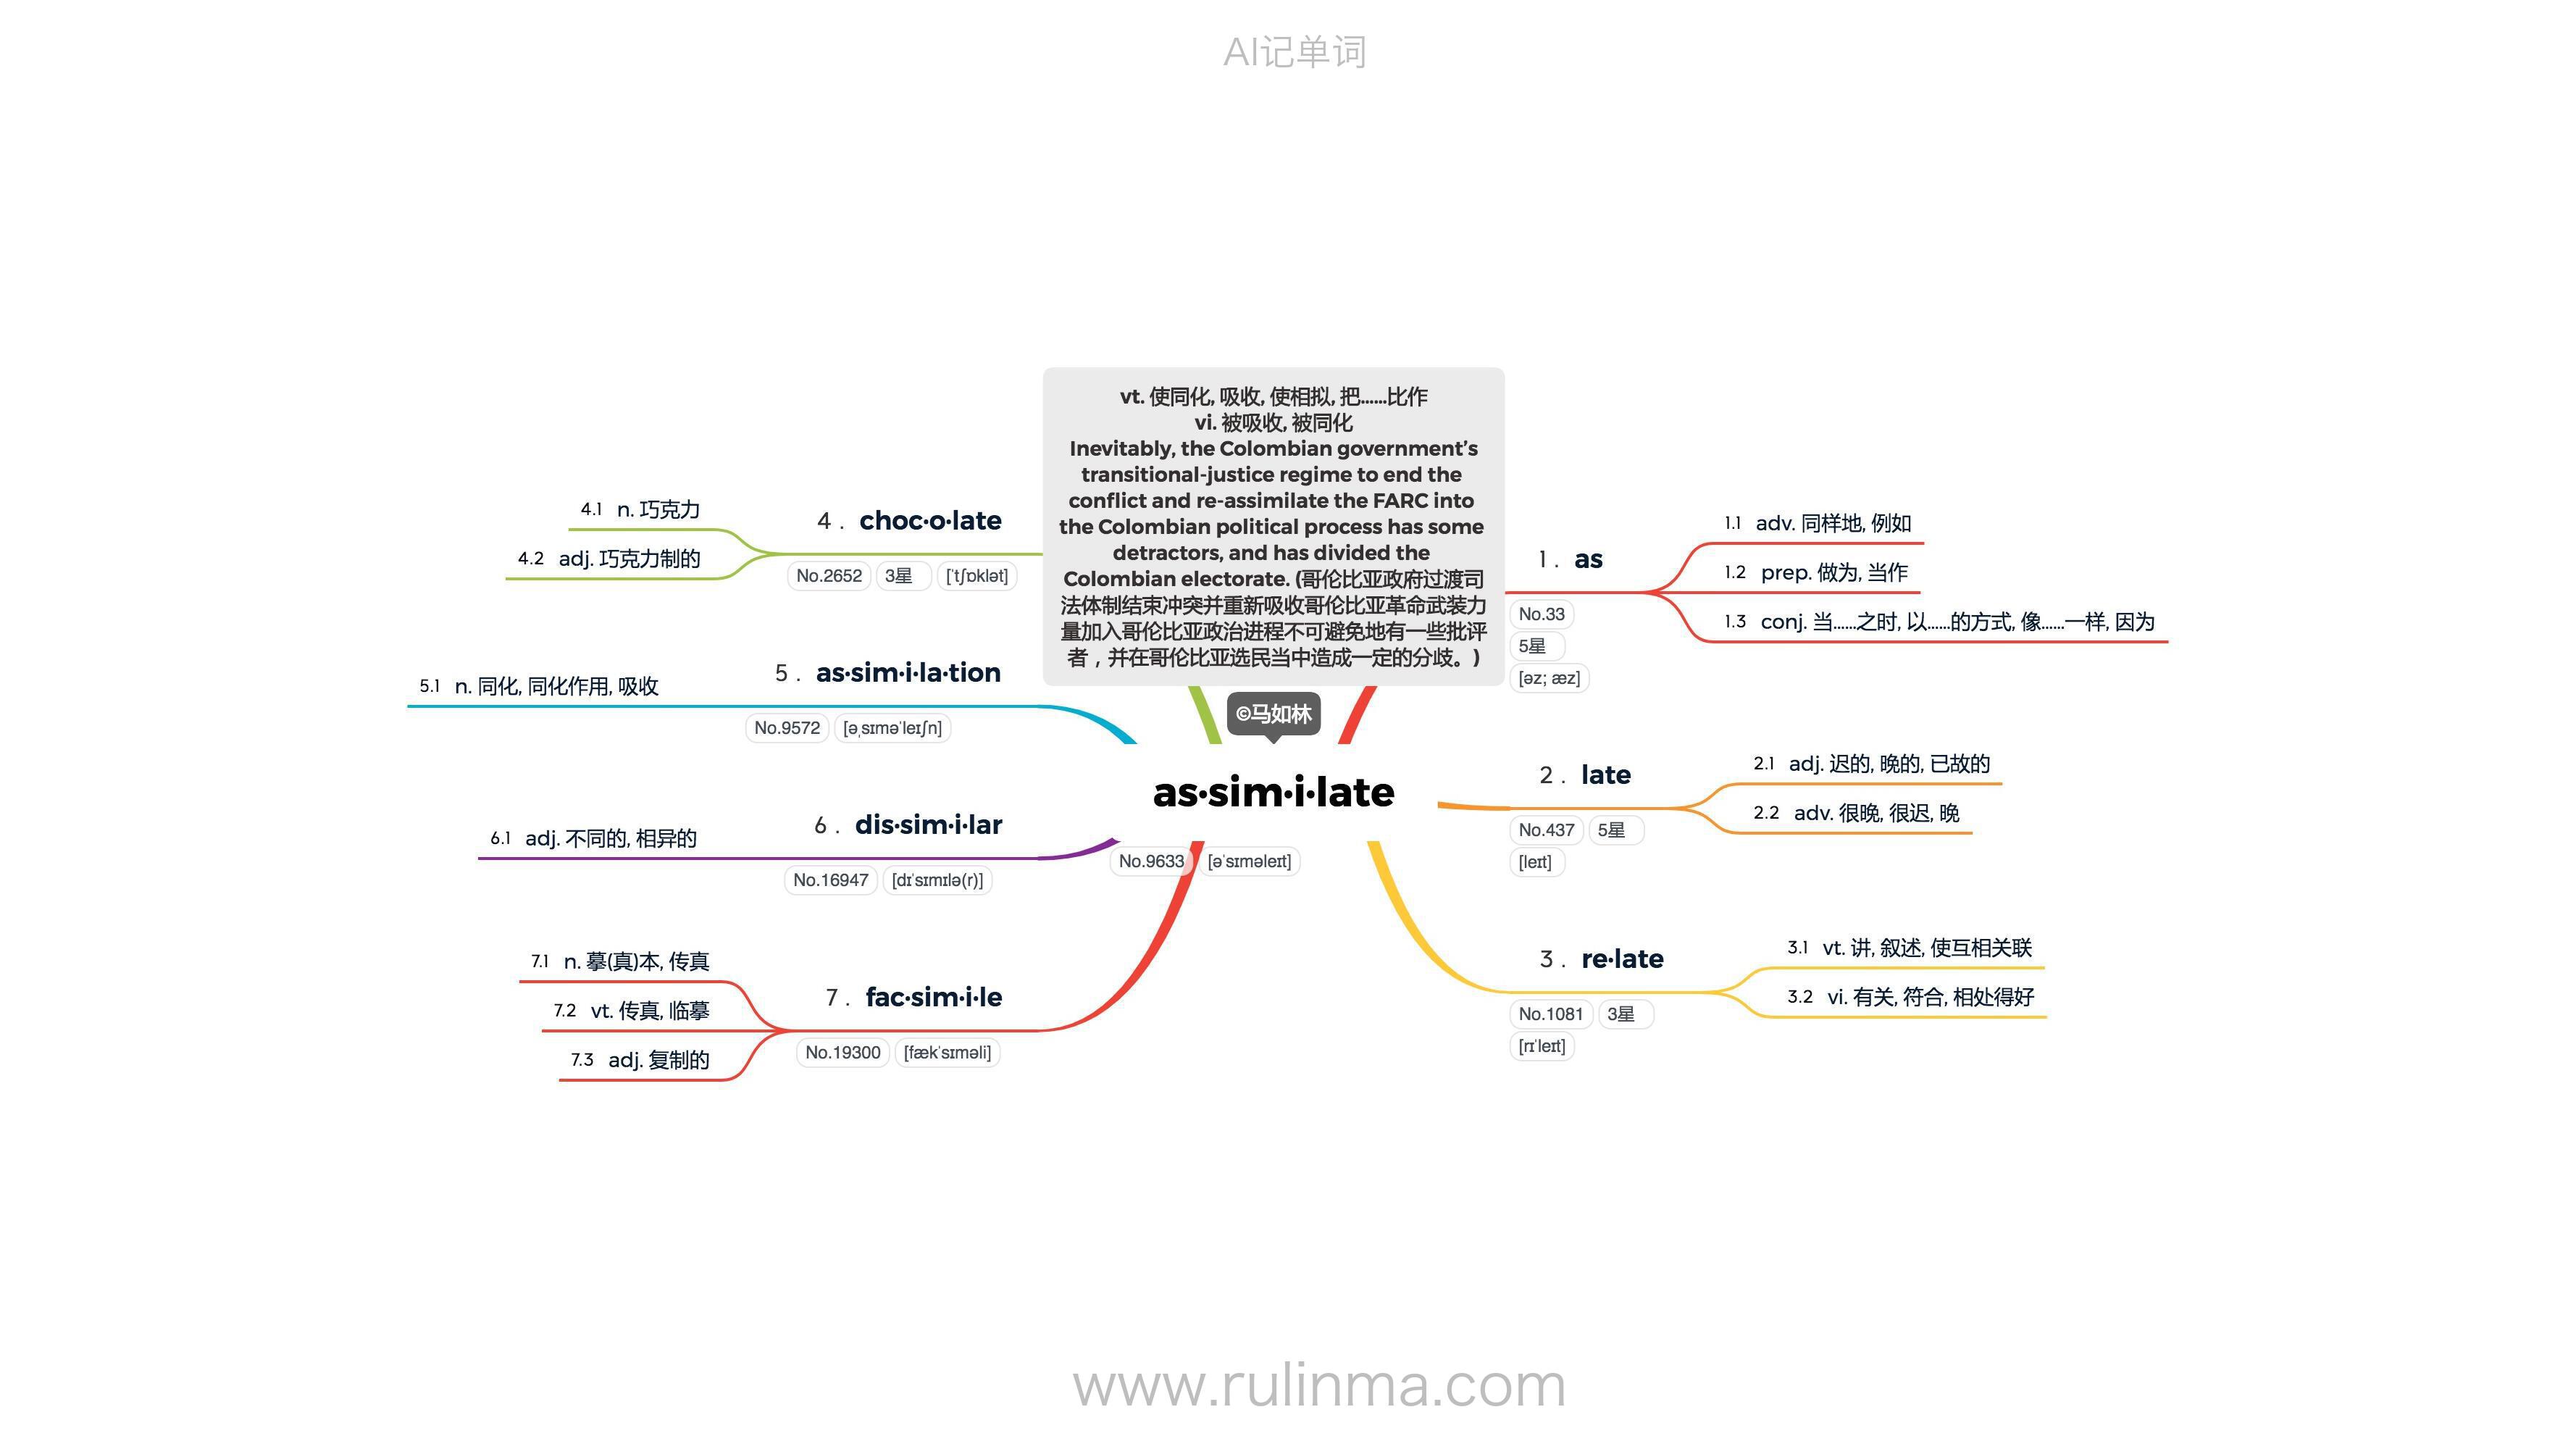 AI记单词
vt. 使同化, 吸收, 使相拟, 把……比作
vi. 被吸收, 被同化
Inevitably, the Colombian government’s
transitional-justice regime to end the
conflict and re-assimilate the FARC into
the Colombian political process has some
detractors, and has divided the
Colombian electorate. (哥伦比亚政府过渡司
法体制结束冲突并重新吸收哥伦比亚革命武装力
量加入哥伦比亚政治进程不可避免地有一些批评
者，并在哥伦比亚选民当中造成一定的分歧。)
©马如林
as·sim·i·late
No.9633 [əˈsɪməleɪt]
1. as
No.33
5星
[əz; æz]
1.1 adv. 同样地, 例如
1.2 prep. 做为, 当作
1.3 conj. 当……之时, 以……的方式, 像……一样, 因为
2. late
No.437 5星
[leɪt]
2.1 adj. 迟的, 晚的, 已故的
2.2 adv. 很晚, 很迟, 晚
3. re·late
No.1081 3星
[rɪˈleɪt]
3.1 vt. 讲, 叙述, 使互相关联
3.2 vi. 有关, 符合, 相处得好
4. choc·o·late
No.2652 3星 [ˈtʃɒklət]
4.1 n. 巧克力
4.2 adj. 巧克力制的
5. as·sim·i·la·tion
No.9572 [əˌsɪməˈleɪʃn]
5.1 n. 同化, 同化作用, 吸收
6. dis·sim·i·lar
No.16947 [dɪˈsɪmɪlə(r)]
6.1 adj. 不同的, 相异的
7. fac·sim·i·le
No.19300 [fækˈsɪməli]
7.1 n. 摹(真)本, 传真
7.2 vt. 传真, 临摹
7.3 adj. 复制的
www.rulinma.com